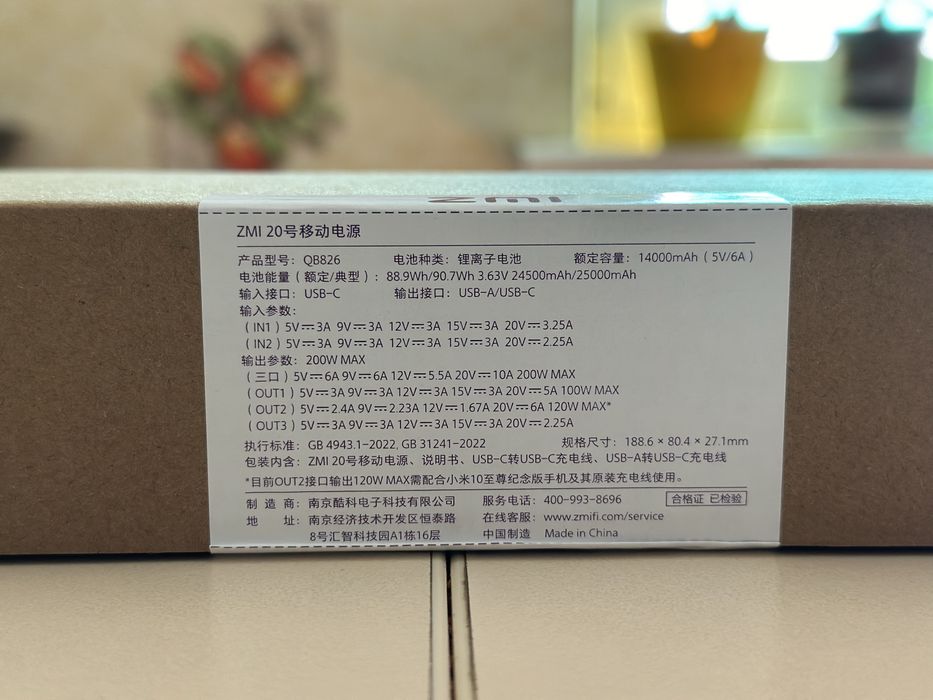 ZMI
ZMI 20号移动电源
产品型号：QB826 电池种类：锂离子电池 额定容量：14000mAh（5V/6A）
电池能量（额定/典型）：88.9Wh/90.7Wh 3.63V 24500mAh/25000mAh
输入接口：USB-C 输出接口：USB-A/USB-C
输入参数：
（IN1）5V⎓3A 9V⎓3A 12V⎓3A 15V⎓3A 20V⎓3.25A
（IN2）5V⎓3A 9V⎓3A 12V⎓3A 15V⎓3A 20V⎓2.25A
输出参数：200W MAX
（三口）5V⎓6A 9V⎓6A 12V⎓5.5A 20V⎓10A 200W MAX
（OUT1）5V⎓3A 9V⎓3A 12V⎓3A 15V⎓3A 20V⎓5A 100W MAX
（OUT2）5V⎓2.4A 9V⎓2.23A 12V⎓1.67A 20V⎓6A 120W MAX*
（OUT3）5V⎓3A 9V⎓3A 12V⎓3A 15V⎓3A 20V⎓2.25A
执行标准：GB 4943.1-2022, GB 31241-2022 规格尺寸：188.6 × 80.4 × 27.1mm
包装内含：ZMI 20号移动电源、说明书、USB-C转USB-C充电线、USB-A转USB-C充电线
*目前OUT2接口输出120W MAX需配合小米10至尊纪念版手机及其原装充电线使用。
制造商：南京酷科电子科技有限公司 服务电话：400-993-8696 合格证 已检验
地址：南京经济技术开发区恒泰路 在线客服：www.zmifi.com/service
8号汇智科技园A1栋16层 中国制造 Made in China